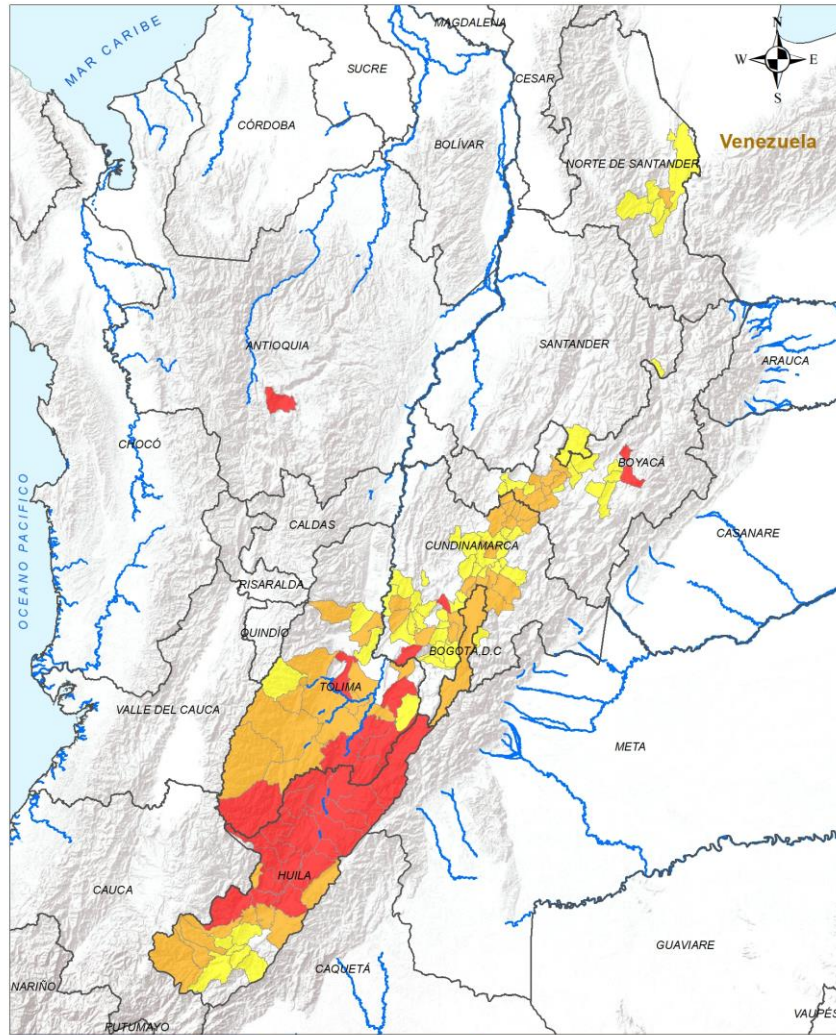 MAR CARIBE
MAGDALENA
SUCRE
CESAR
N
W
E
S
CÓRDOBA
BOLÍVAR
Venezuela
NORTE DE SANTANDER
ANTIOQUIA
SANTANDER
ARAUCA
CHOCÓ
BOYACÁ
CALDAS
CUNDINAMARCA
CASANARE
OCEANO PACIFICO
RISARALDA
QUINDÍO
BOGOTÁ D.C
TOLIMA
VALLE DEL CAUCA
META
HUILA
CAUCA
GUAVIARE
CAQUETÁ
NARIÑO
PUTUMAYO
VAUPÉS